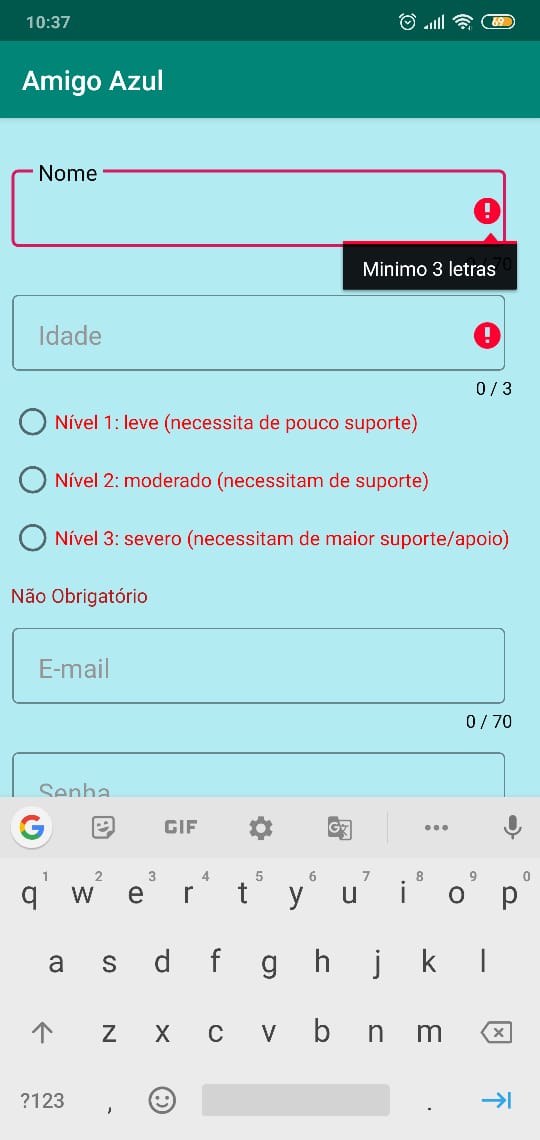 10:37
69
Amigo Azul
Nome
Minimo 3 letras
Idade
0 / 3
Nível 1: leve (necessita de pouco suporte)
Nível 2: moderado (necessitam de suporte)
Nível 3: severo (necessitam de maior suporte/apoio)
Não Obrigatório
E-mail
0 / 70
Senha
G GIF G
1 2 3 4 5 6 7 8 9 0
q w e r t y u i o p
a s d f g h j k l
z x c v b n m
?123 , .